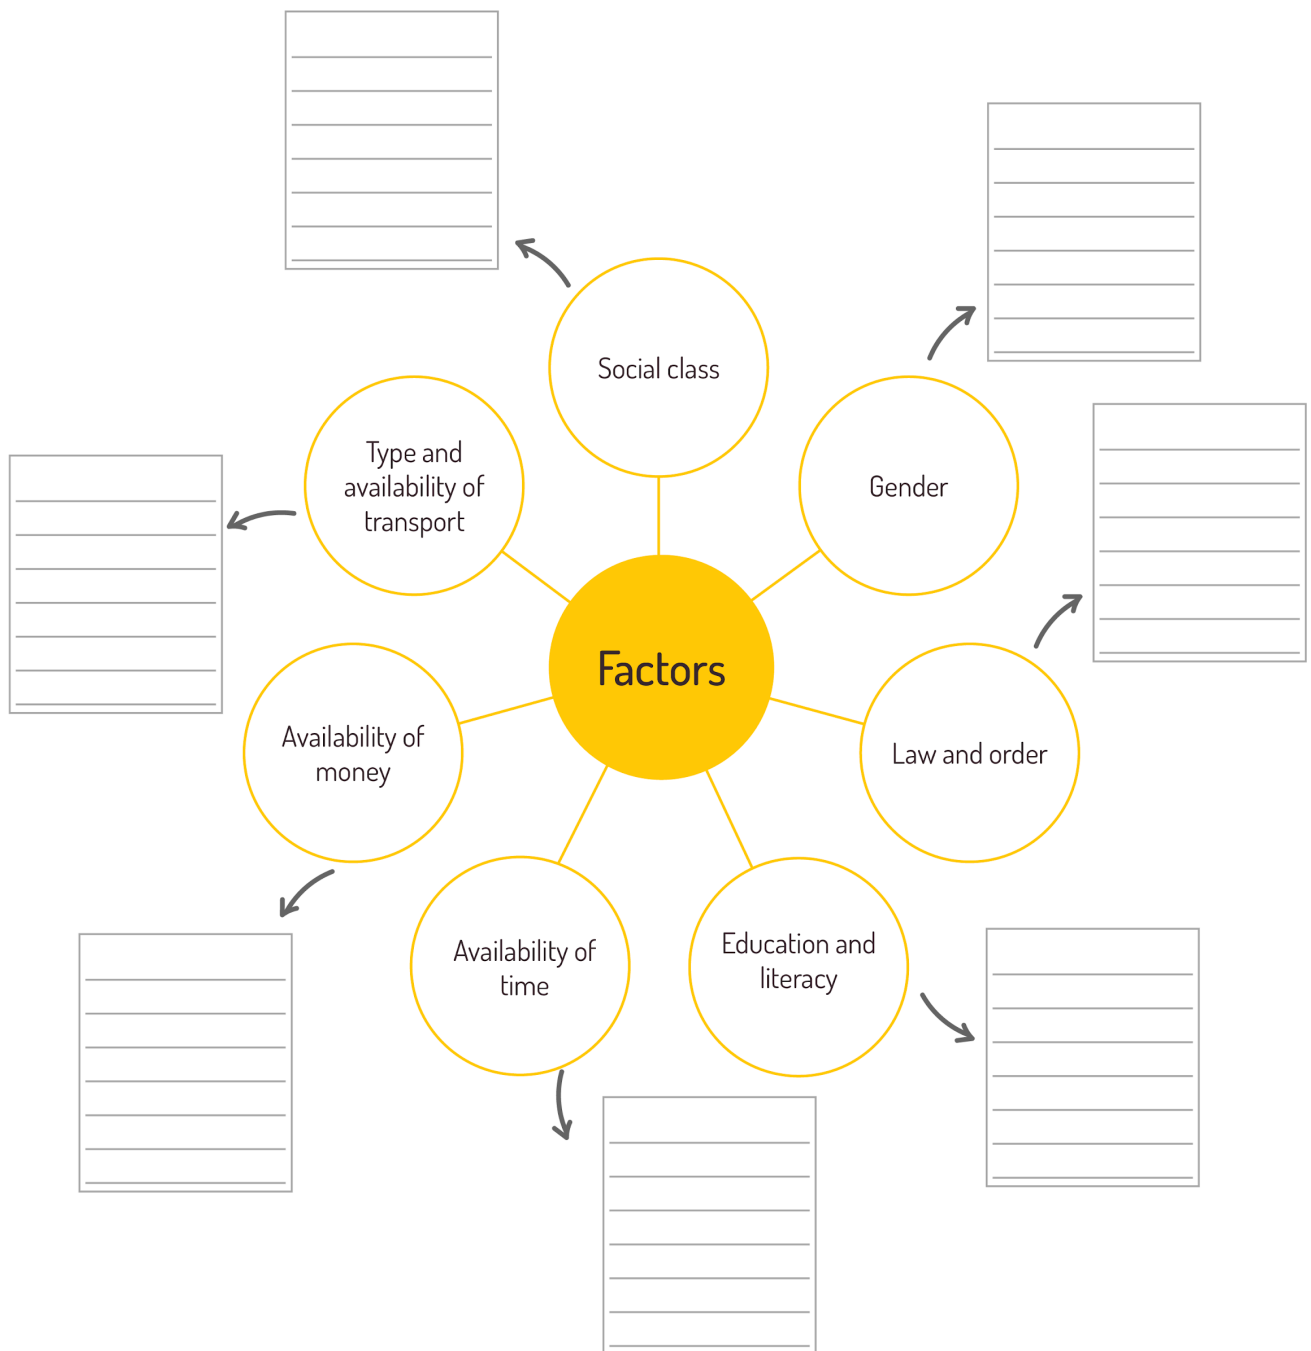 Social class
Type and
availability of
transport
Gender
Factors
Availability of
money
Law and order
Availability of
time
Education and
literacy